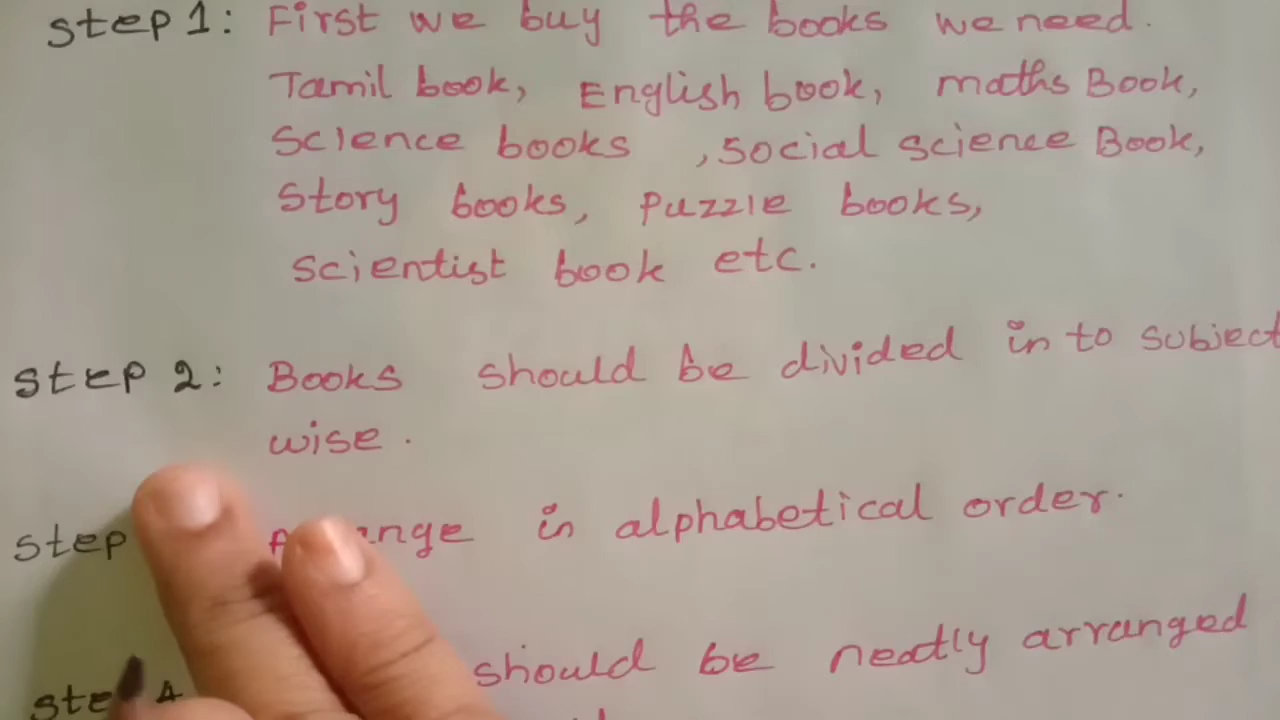 step 1: First we buy the books we need.
Tamil book, English book, maths Book,
Science books , social science Book,
Story books, Puzzle books,
scientist book etc.
step 2: Books should be divided in to subject
wise.
step in alphabetical order.
step 4 should be neatly arranged